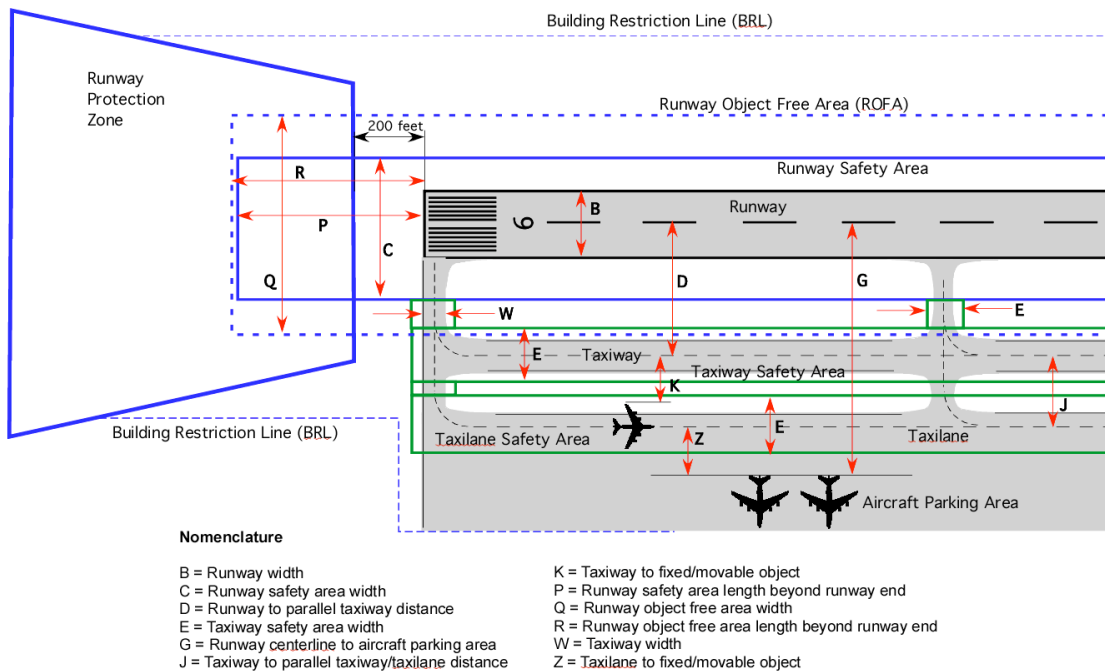 Building Restriction Line (BRL)
Runway
Protection
Zone
Runway Object Free Area (ROFA)
200 feet
Runway Safety Area
R
B
Runway
9
P
C
D
G
Q
W
E
E
Taxiway
Taxiway Safety Area
K
J
Building Restriction Line (BRL)
Taxilane Safety Area
Z
E
Taxilane
Aircraft Parking Area
Nomenclature
B = Runway width
C = Runway safety area width
D = Runway to parallel taxiway distance
E = Taxiway safety area width
G = Runway centerline to aircraft parking area
J = Taxiway to parallel taxiway/taxilane distance
K = Taxiway to fixed/movable object
P = Runway safety area length beyond runway end
Q = Runway object free area width
R = Runway object free area length beyond runway end
W = Taxiway width
Z = Taxilane to fixed/movable object